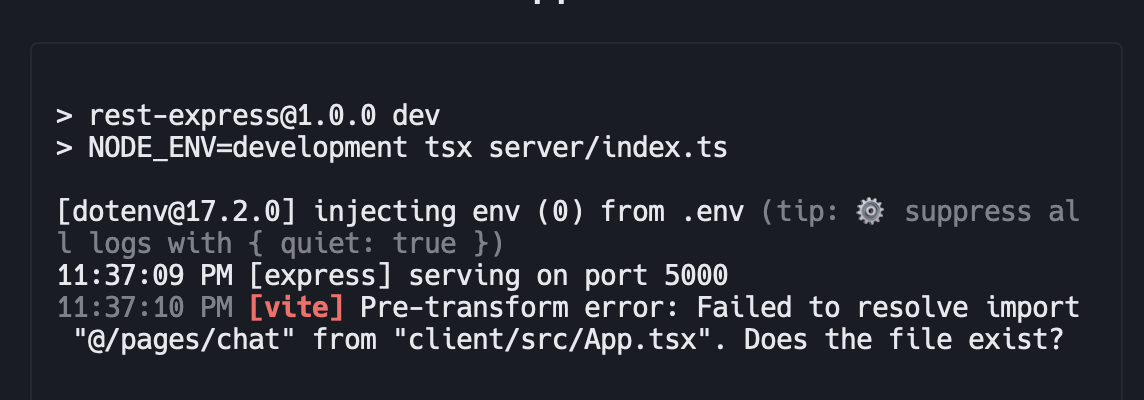 > rest-express@1.0.0 dev
> NODE_ENV=development tsx server/index.ts
[dotenv@17.2.0] injecting env (0) from .env (tip: ⚙️ suppress al
l logs with { quiet: true })
11:37:09 PM [express] serving on port 5000
11:37:10 PM [vite] Pre-transform error: Failed to resolve import
"@/pages/chat" from "client/src/App.tsx". Does the file exist?